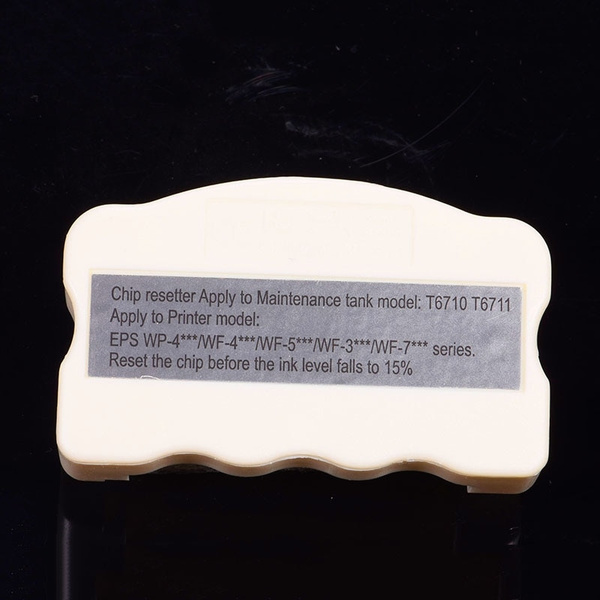 Chip resetter Apply to Maintenance tank model: T6710 T6711
Apply to Printer model:
EPS WP-4***/WF-4***/WF-5***/WF-3***/WF-7*** series.
Reset the chip before the ink level falls to 15%